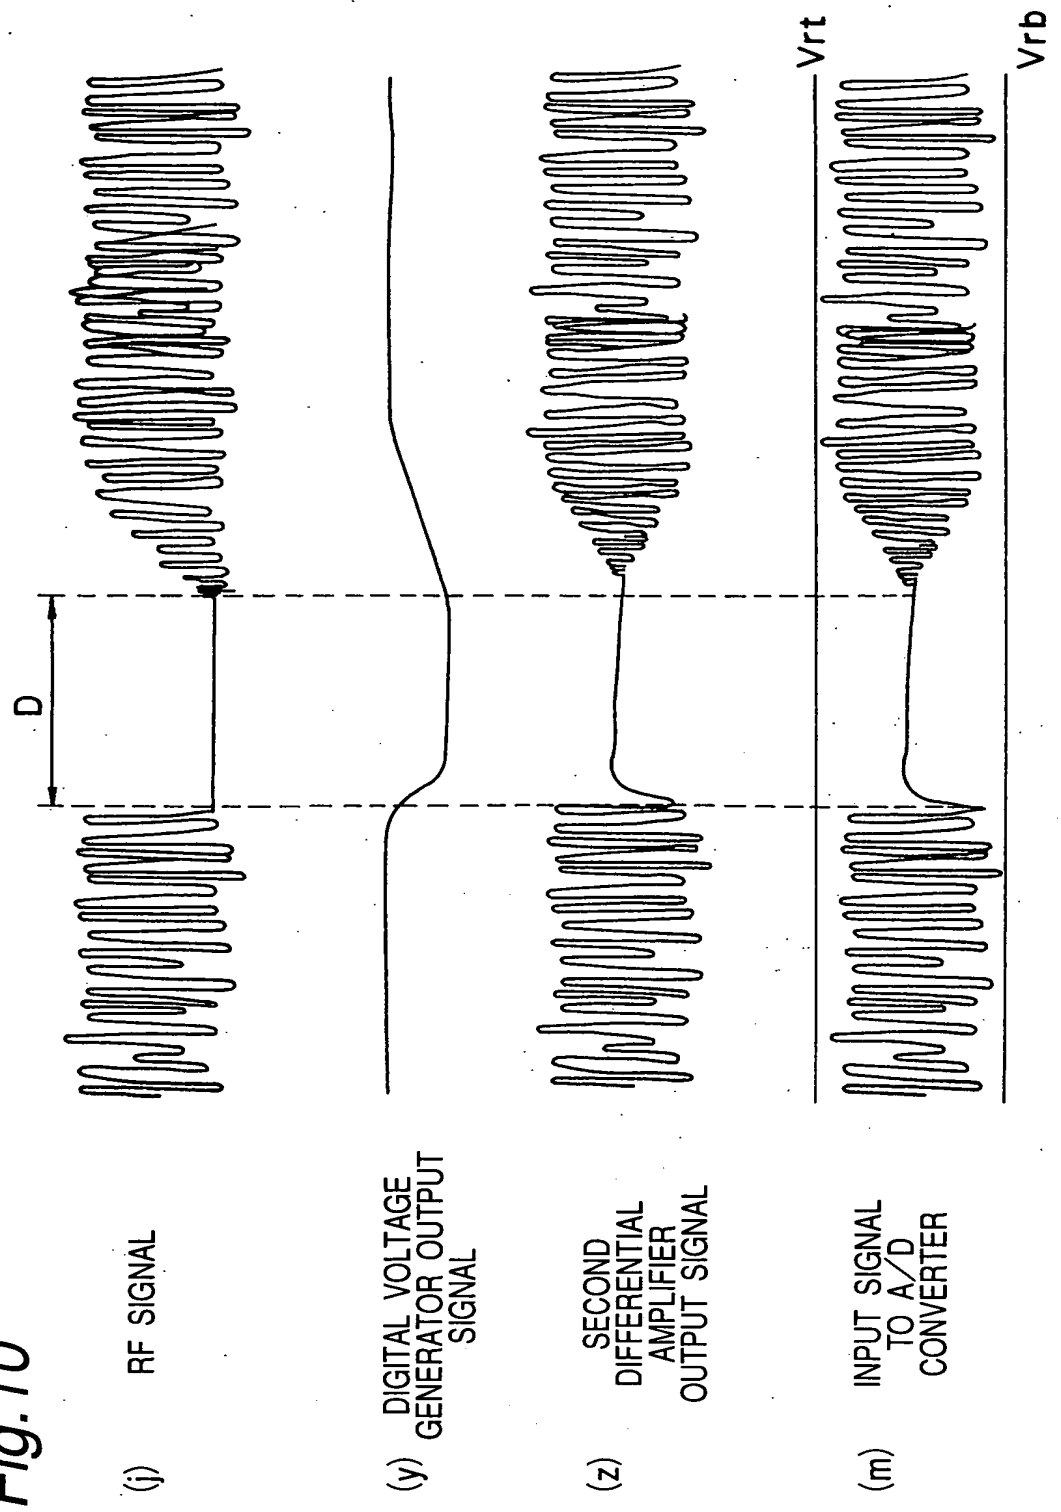 Fig.10
D
(j) RF SIGNAL
(y) DIGITAL VOLTAGE
GENERATOR OUTPUT
SIGNAL
(z) SECOND
DIFFERENTIAL
AMPLIFIER
OUTPUT SIGNAL
Vrt
(m) INPUT SIGNAL
TO A/D
CONVERTER
Vrb